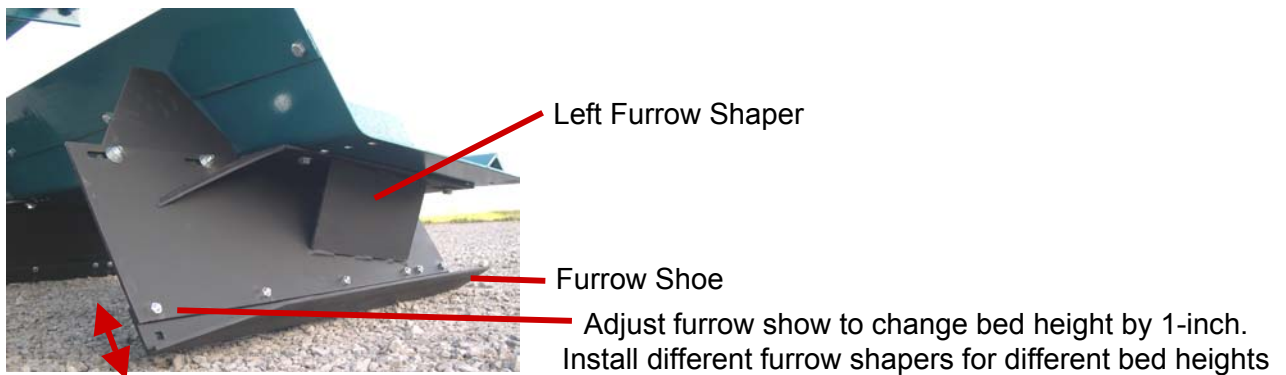 Left Furrow Shaper
Furrow Shoe
Adjust furrow show to change bed height by 1-inch.
Install different furrow shapers for different bed heights